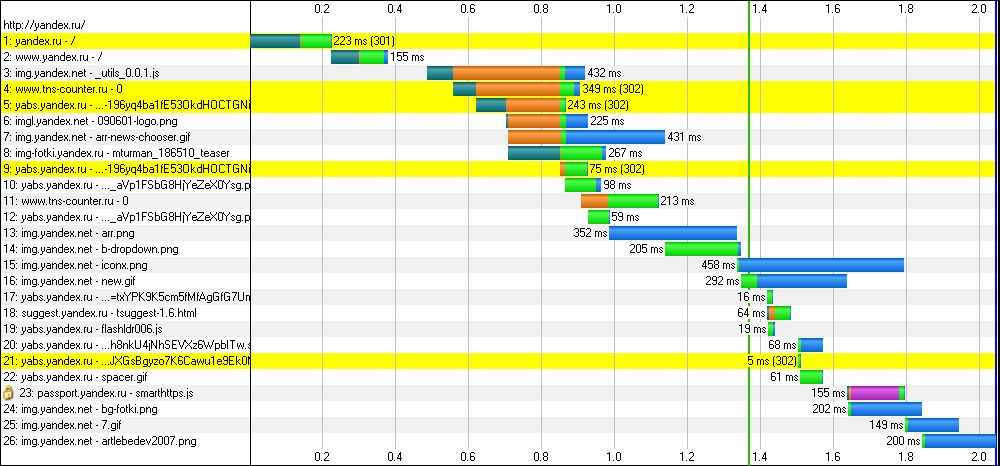 0.2 0.4 0.6 0.8 1.0 1.2 1.4 1.6 1.8 2.0
http://yandex.ru/
1: yandex.ru - / 223 ms (301)
2: www.yandex.ru - / 155 ms
3: img.yandex.net - _utils_0.0.1.js 432 ms
4: www.tns-counter.ru - 0 349 ms (302)
5: yabs.yandex.ru - ...-196yq4ba1fE53OkdHOCTGNi 243 ms (302)
6: imgl.yandex.net - 090601-logo.png 225 ms
7: img.yandex.net - arr-news-chooser.gif 431 ms
8: img-fotki.yandex.ru - mturman_186510_teaser 267 ms
9: yabs.yandex.ru - ...-196yq4ba1fE53OkdHOCTGNi 75 ms (302)
10: yabs.yandex.ru - ..._aVp1FSbG8HjYeZeX0Ysg.p 98 ms
11: www.tns-counter.ru - 0 213 ms
12: yabs.yandex.ru - ..._aVp1FSbG8HjYeZeX0Ysg.p 59 ms
13: img.yandex.net - arr.png 352 ms
14: img.yandex.net - b-dropdown.png 205 ms
15: img.yandex.net - iconx.png 458 ms
16: img.yandex.net - new.gif 292 ms
17: yabs.yandex.ru - ...=txYPK9K5cm5fMfAgGfG7Un 16 ms
18: suggest.yandex.ru - tsuggest-1.6.html 64 ms
19: yabs.yandex.ru - flashldr006.js 19 ms
20: yabs.yandex.ru - ...h8nkU4jNhSEVXz6WpbITw.s 68 ms
21: yabs.yandex.ru - ...JXGsBgyzo7K6Cawu1e9Ek0N 5 ms (302)
22: yabs.yandex.ru - spacer.gif 61 ms
23: passport.yandex.ru - smarthttps.js 155 ms
24: img.yandex.net - bg-fotki.png 202 ms
25: img.yandex.net - 7.gif 149 ms
26: img.yandex.net - artlebedev2007.png 200 ms
0.2 0.4 0.6 0.8 1.0 1.2 1.4 1.6 1.8 2.0